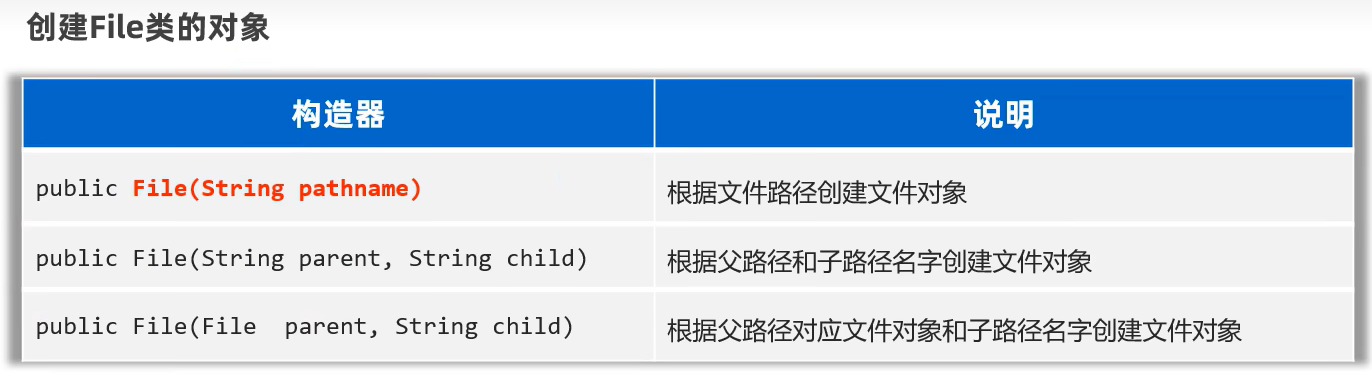 创建File类的对象
构造器 说明
public File(String pathname) 根据文件路径创建文件对象
public File(String parent, String child) 根据父路径和子路径名字创建文件对象
public File(File  parent, String child) 根据父路径对应文件对象和子路径名字创建文件对象